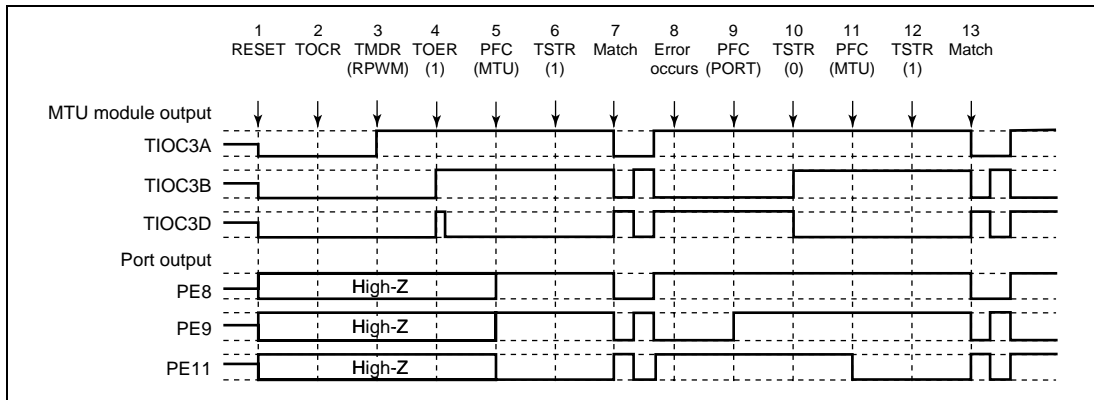 1 2 3 4 5 6 7 8 9 10 11 12 13
RESET TOCR TMDR TOER PFC TSTR Match Error PFC TSTR PFC TSTR Match
(RPWM) (1) (MTU) (1) occurs (PORT) (0) (MTU) (1)
MTU module output
TIOC3A
TIOC3B
TIOC3D
Port output
PE8 High-Z
PE9 High-Z
PE11 High-Z